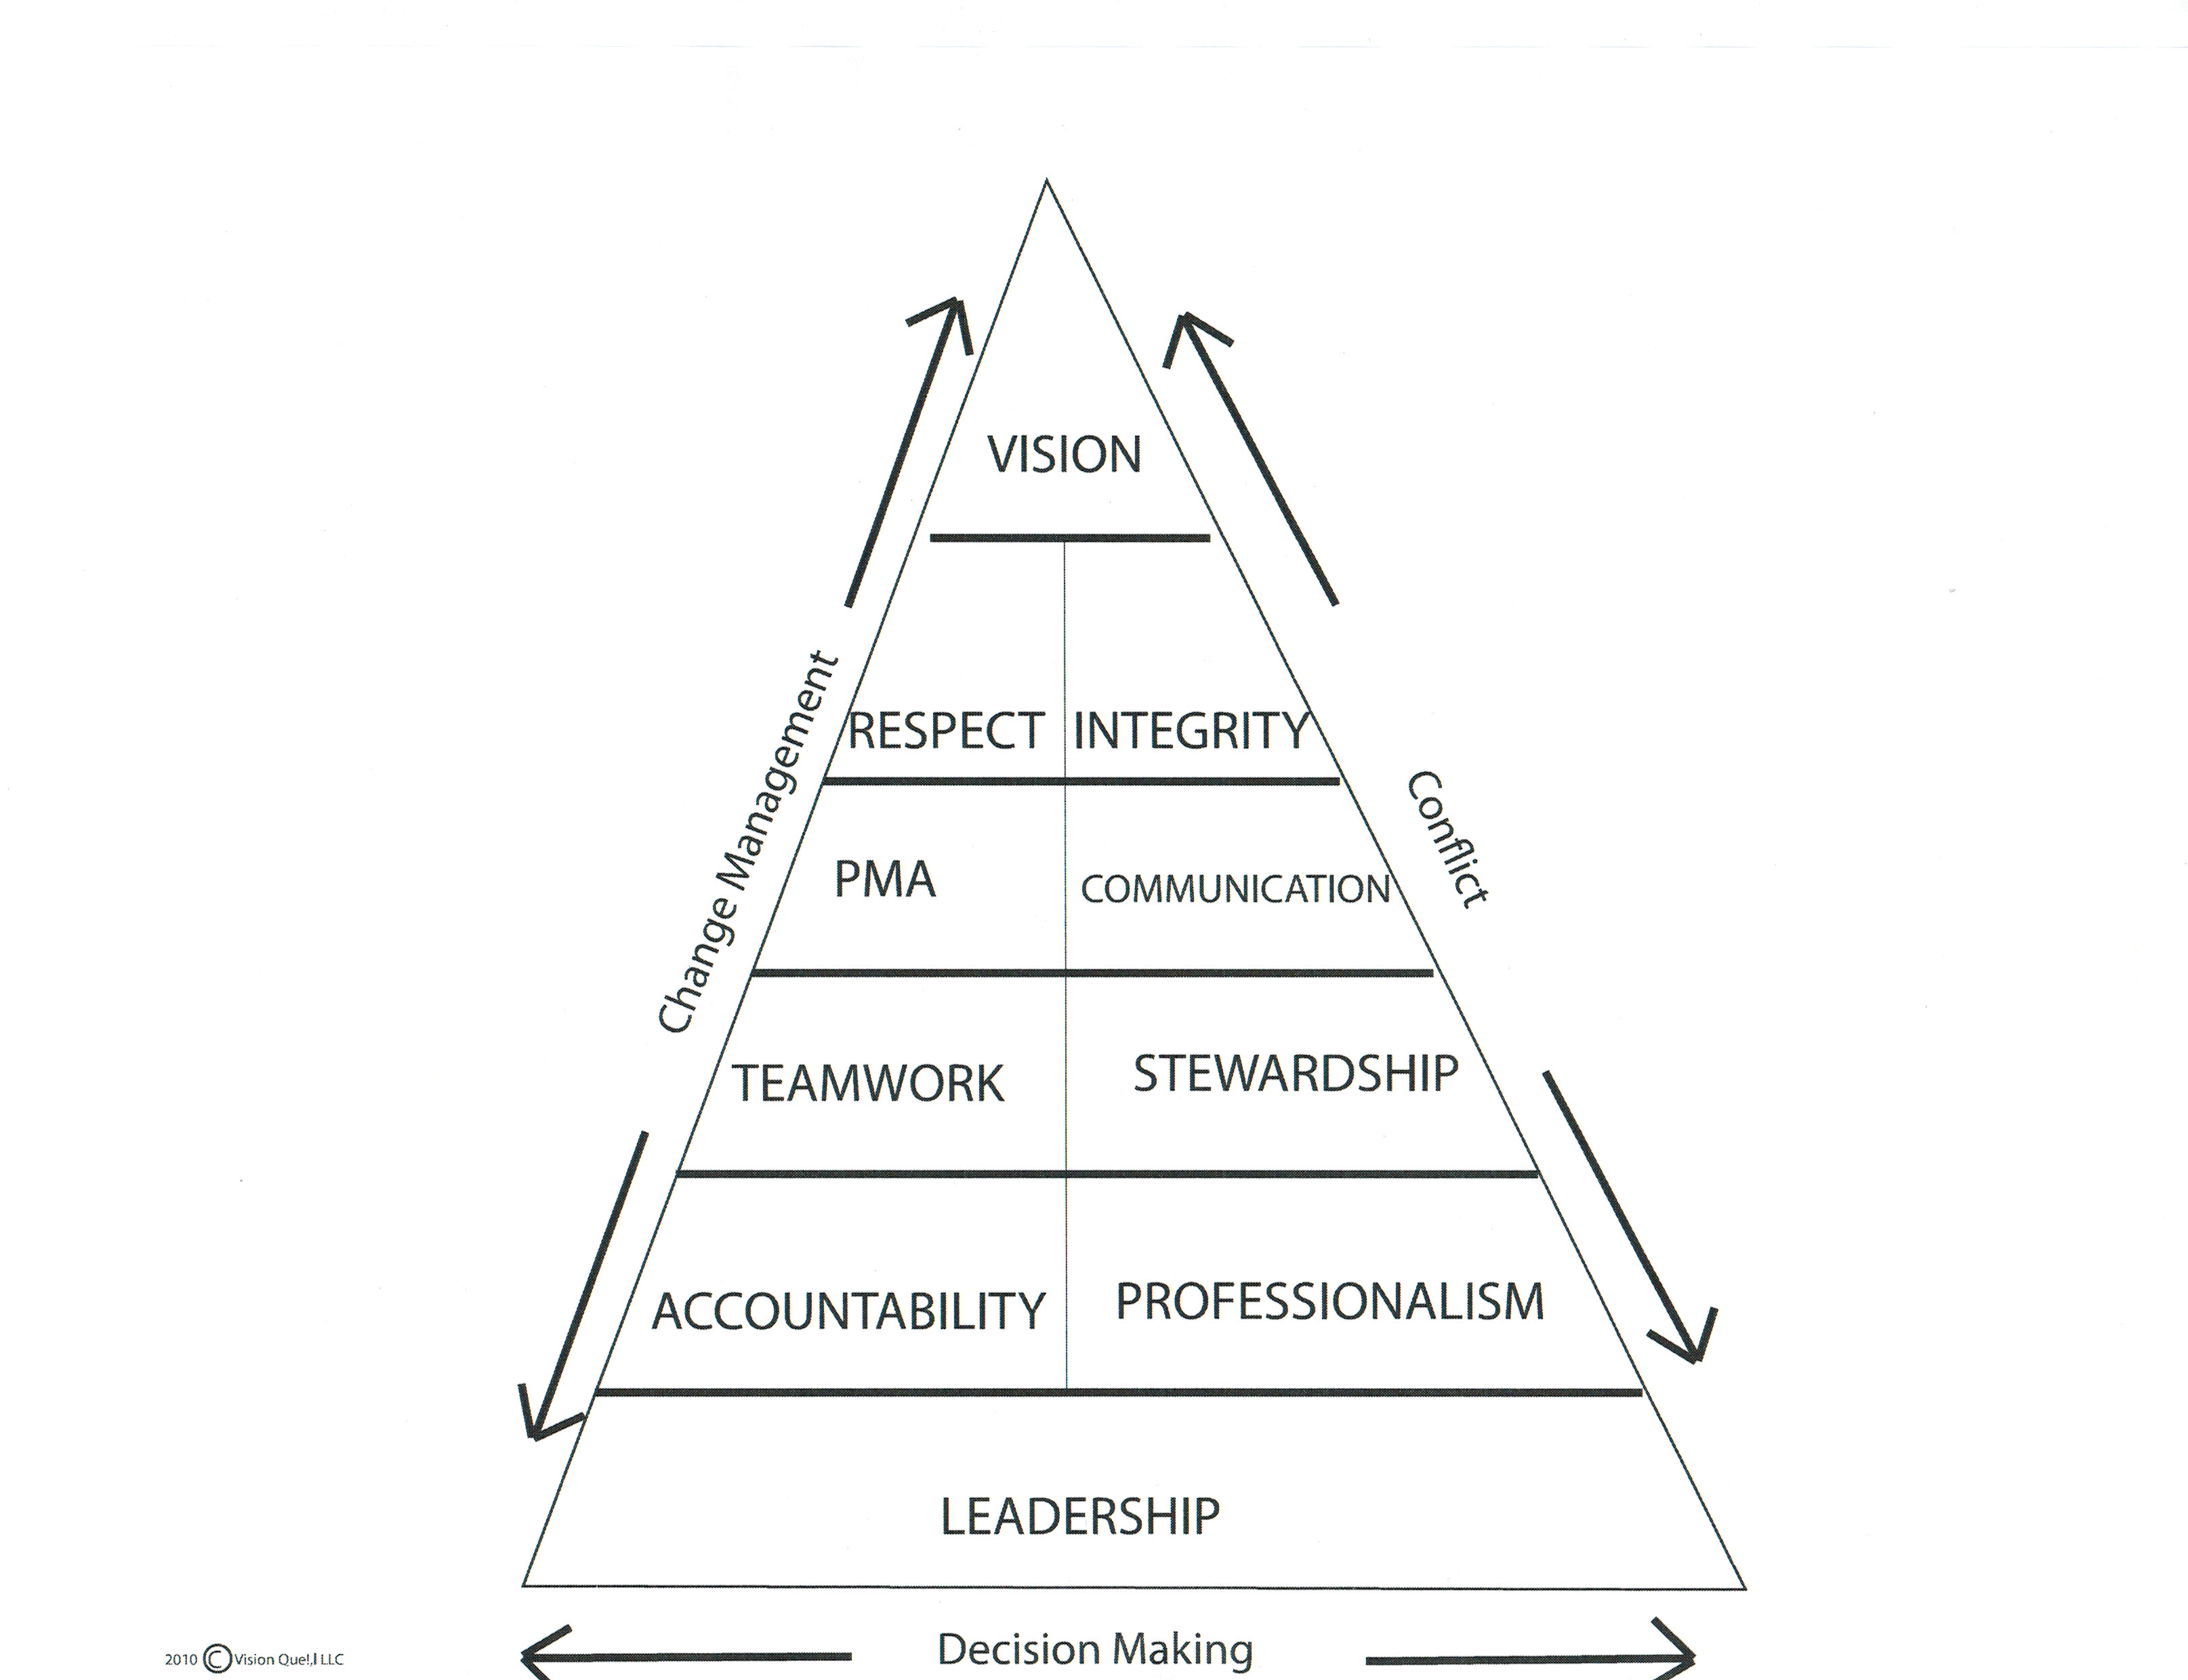 VISION
RESPECT INTEGRITY
Change Management
Conflict
PMA COMMUNICATION
TEAMWORK STEWARDSHIP
ACCOUNTABILITY PROFESSIONALISM
LEADERSHIP
Decision Making
2010 © Vision Que!,l LLC